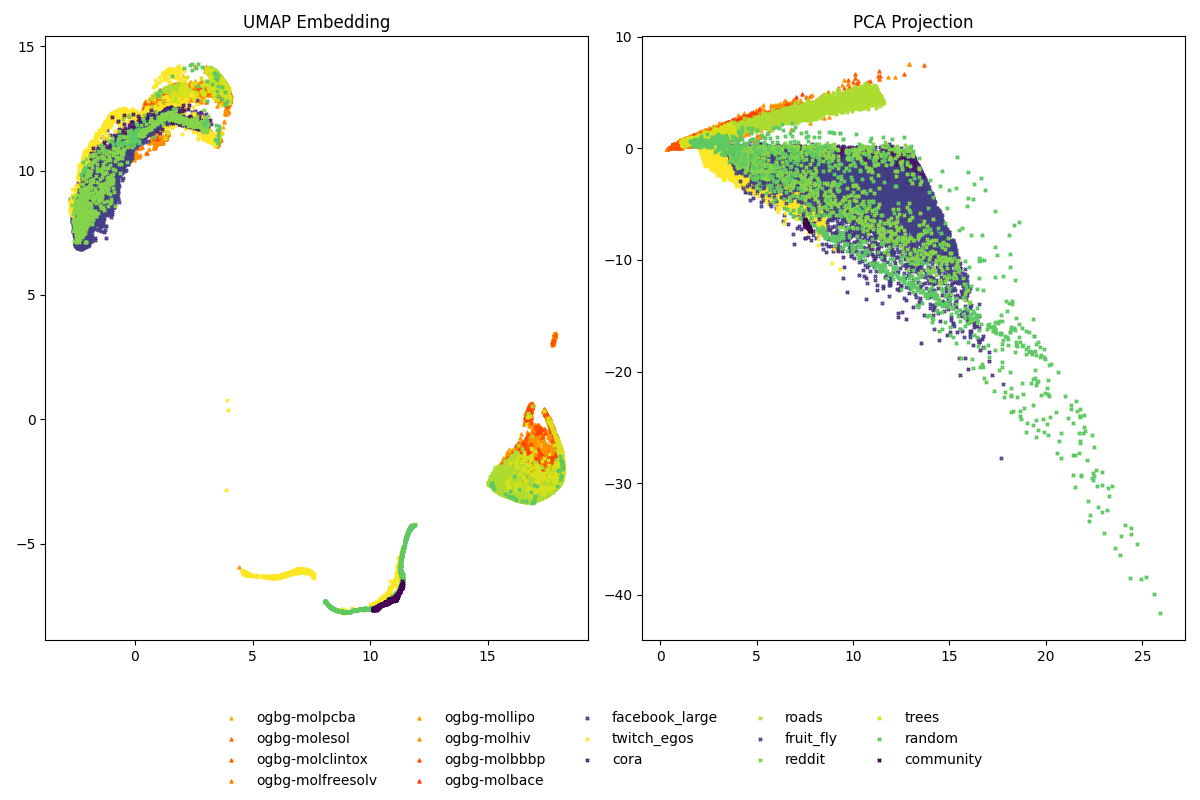 UMAP Embedding
15
10
5
0
−5
0
5
10
15
PCA Projection
10
0
−10
−20
−30
−40
0
5
10
15
20
25
ogbg-molpcba
ogbg-molesol
ogbg-molclintox
ogbg-molfreesolv
ogbg-mollipo
ogbg-molhiv
ogbg-molbbbp
ogbg-molbace
facebook_large
twitch_egos
cora
roads
fruit_fly
reddit
trees
random
community